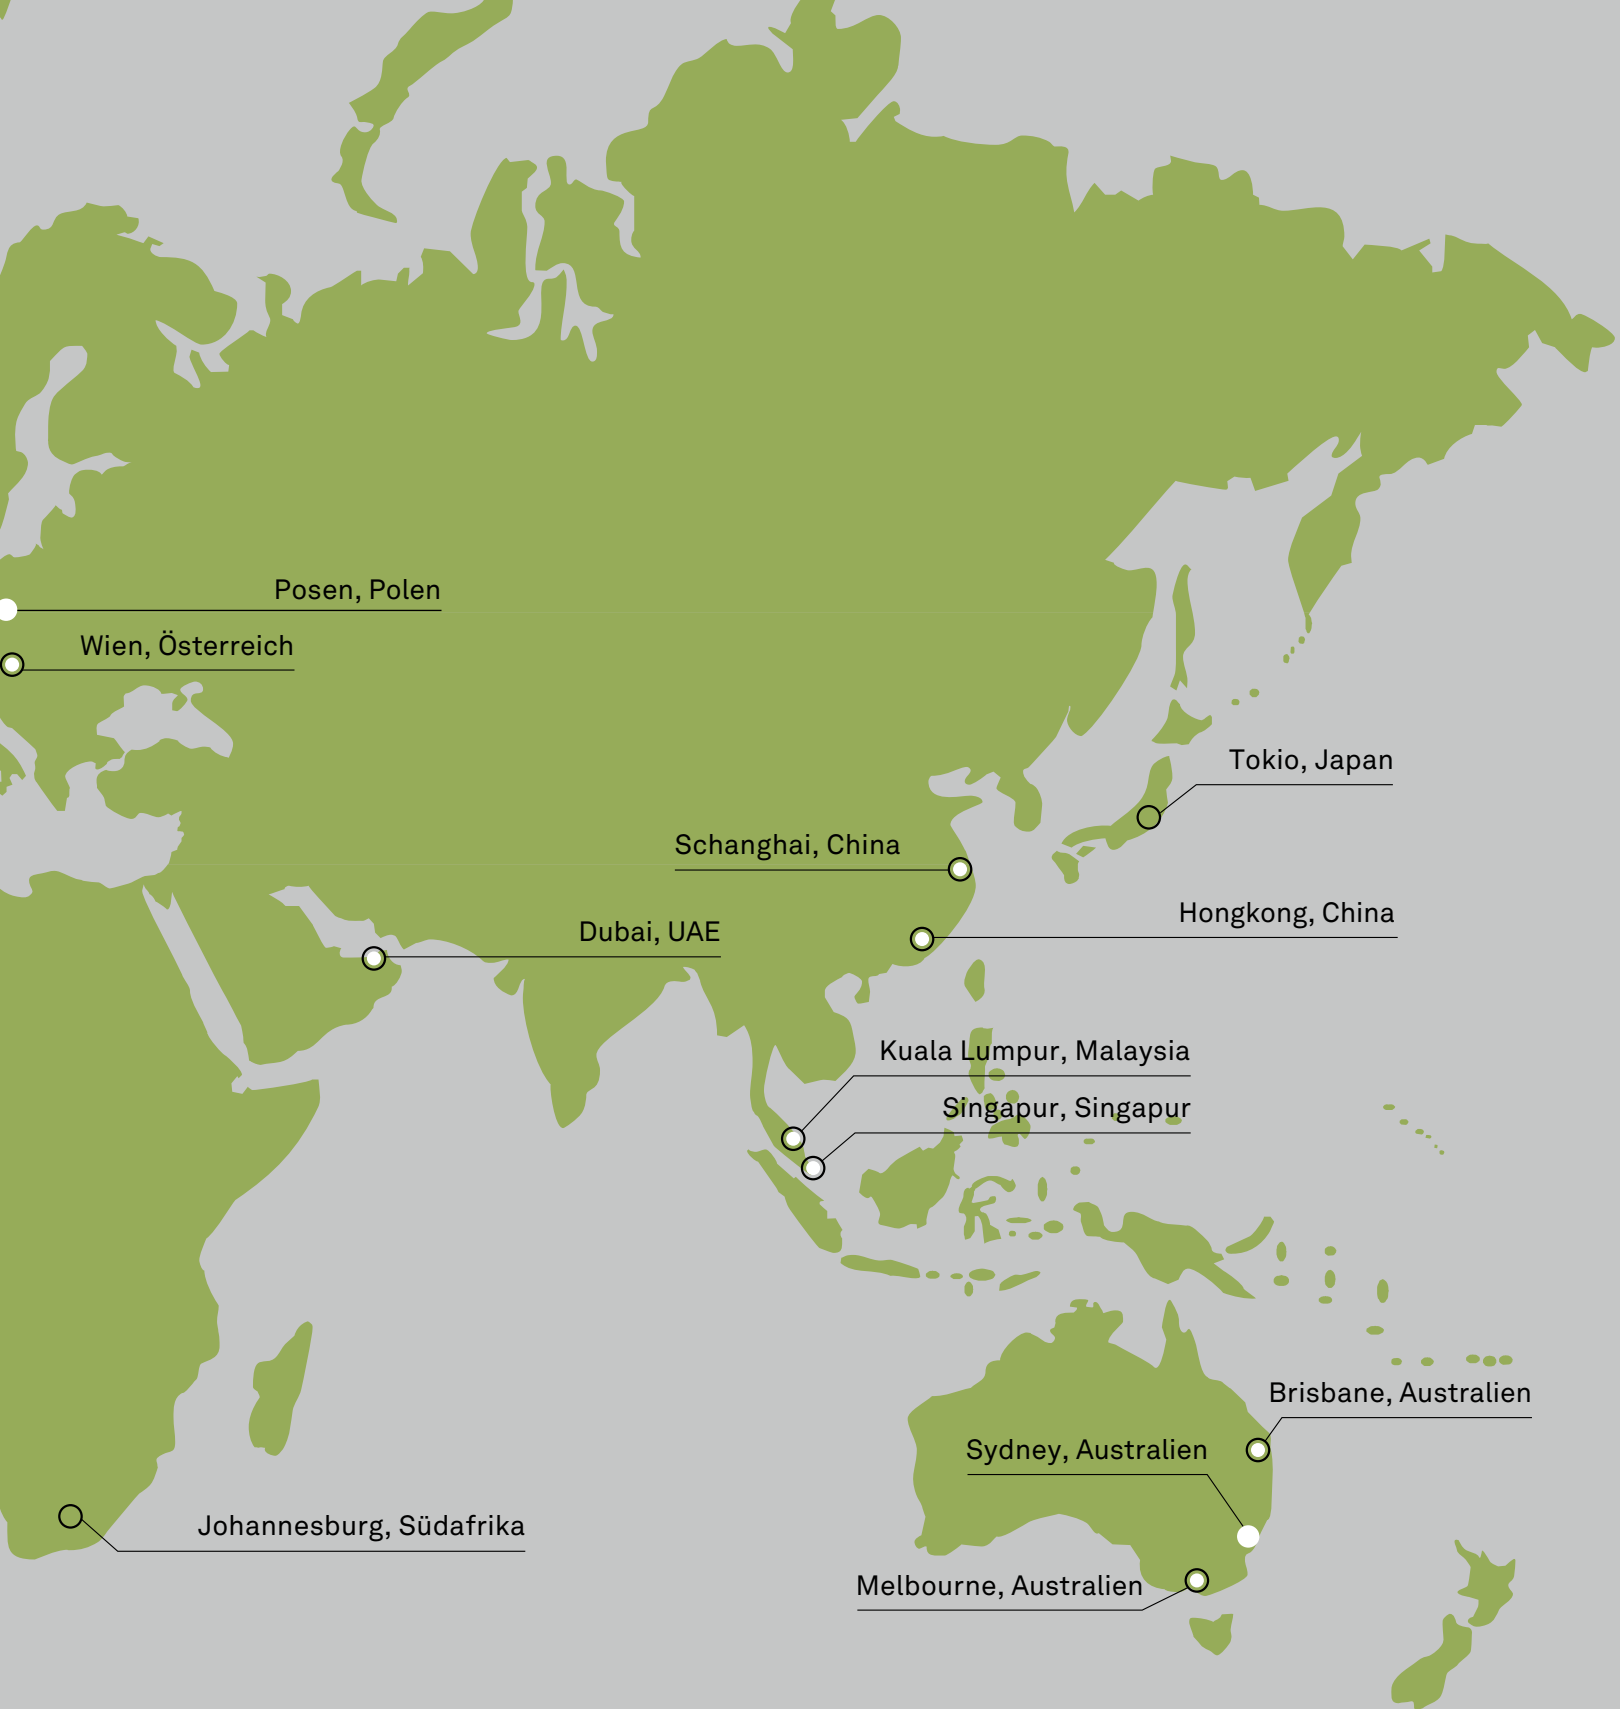 Posen, Polen
Wien, Österreich
Tokio, Japan
Schanghai, China
Hongkong, China
Dubai, UAE
Kuala Lumpur, Malaysia
Singapur, Singapur
Brisbane, Australien
Sydney, Australien
Johannesburg, Südafrika
Melbourne, Australien